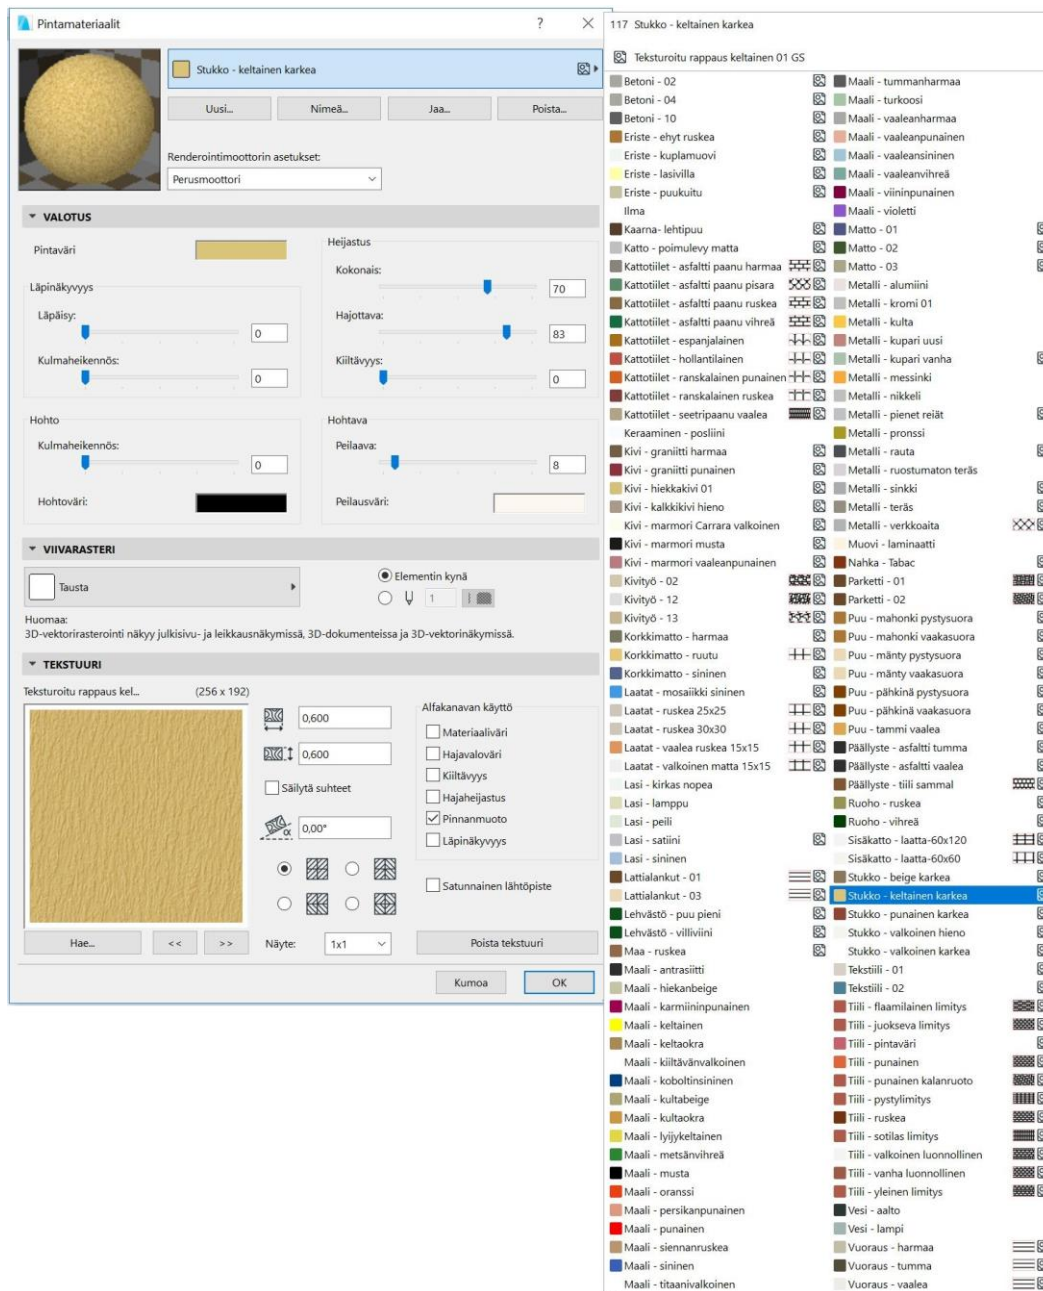 Pintamateriaalit
?
Stukko - keltainen karkea
Uusi...
Nimeä...
Jaa...
Poista...
Renderointimoottorin asetukset:
Perusmoottori
VALOTUS
Pintaväri
Heijastus
Kokonais:
70
Läpinäkyvyys
Läpäisy:
0
Hajottava:
83
Kulmaheikennös:
0
Kiiltävyys:
0
Hohto
Hohtava
Kulmaheikennös:
0
Peilaava:
8
Hohtoväri:
Peilausväri:
VIIVARASTERI
Tausta
Elementin kynä
1
Huomaa:
3D-vektorirasterointi näkyy julkisivu- ja leikkausnäkymissä, 3D-dokumenteissa ja 3D-vektorinäkymissä.
TEKSTUURI
Teksturoitu rappaus kel...
(256 x 192)
0,600
0,600
Säilytä suhteet
α
0,00°
Alfakanavan käyttö
Materiaaliväri
Hajavaloväri
Kiiltävyys
Hajaheijastus
Pinnanmuoto
Läpinäkyvyys
Satunnainen lähtöpiste
Hae...
<<
>>
Näyte:
1x1
Poista tekstuuri
Kumoa
OK
117 Stukko - keltainen karkea
Teksturoitu rappaus keltainen 01 GS
Betoni - 02
Betoni - 04
Betoni - 10
Eriste - ehyt ruskea
Eriste - kuplamuovi
Eriste - lasivilla
Eriste - puukuitu
Ilma
Kaarna- lehtipuu
Katto - poimulevy matta
Kattotiilet - asfaltti paanu harmaa
Kattotiilet - asfaltti paanu pisara
Kattotiilet - asfaltti paanu ruskea
Kattotiilet - asfaltti paanu vihreä
Kattotiilet - espanjalainen
Kattotiilet - hollantilainen
Kattotiilet - ranskalainen punainen
Kattotiilet - ranskalainen ruskea
Kattotiilet - seetripaanu vaalea
Keraaminen - posliini
Kivi - graniitti harmaa
Kivi - graniitti punainen
Kivi - hiekkakivi 01
Kivi - kalkkikivi hieno
Kivi - marmori Carrara valkoinen
Kivi - marmori musta
Kivi - marmori vaaleanpunainen
Kivityö - 02
Kivityö - 12
Kivityö - 13
Korkkimatto - harmaa
Korkkimatto - ruutu
Korkkimatto - sininen
Laatat - mosaiikki sininen
Laatat - ruskea 25x25
Laatat - ruskea 30x30
Laatat - vaalea ruskea 15x15
Laatat - valkoinen matta 15x15
Lasi - kirkas nopea
Lasi - lamppu
Lasi - peili
Lasi - satiini
Lasi - sininen
Lattialankut - 01
Lattialankut - 03
Lehvästö - puu pieni
Lehvästö - villiviini
Maa - ruskea
Maali - antrasiitti
Maali - hiekanbeige
Maali - karmiininpunainen
Maali - keltainen
Maali - keltaokra
Maali - kiiltävänvalkoinen
Maali - koboltinsininen
Maali - kultabeige
Maali - kultaokra
Maali - lyijykeltainen
Maali - metsänvihreä
Maali - musta
Maali - oranssi
Maali - persikanpunainen
Maali - punainen
Maali - siennanruskea
Maali - sininen
Maali - titaanivalkoinen
Maali - tummanharmaa
Maali - turkoosi
Maali - vaaleanharmaa
Maali - vaaleanpunainen
Maali - vaaleansininen
Maali - vaaleanvihreä
Maali - viininpunainen
Maali - violetti
Matto - 01
Matto - 02
Matto - 03
Metalli - alumiini
Metalli - kromi 01
Metalli - kulta
Metalli - kupari uusi
Metalli - kupari vanha
Metalli - messinki
Metalli - nikkeli
Metalli - pienet reiät
Metalli - pronssi
Metalli - rauta
Metalli - ruostumaton teräs
Metalli - sinkki
Metalli - teräs
Metalli - verkkoaita
Muovi - laminaatti
Nahka - Tabac
Parketti - 01
Parketti - 02
Puu - mahonki pystysuora
Puu - mahonki vaakasuora
Puu - mänty pystysuora
Puu - mänty vaakasuora
Puu - pähkinä pystysuora
Puu - pähkinä vaakasuora
Puu - tammi vaalea
Päällyste - asfaltti tumma
Päällyste - asfaltti vaalea
Päällyste - tiili sammal
Ruoho - ruskea
Ruoho - vihreä
Sisäkatto - laatta-60x120
Sisäkatto - laatta-60x60
Stukko - beige karkea
Stukko - keltainen karkea
Stukko - punainen karkea
Stukko - valkoinen hieno
Stukko - valkoinen karkea
Tekstiili - 01
Tekstiili - 02
Tiili - flaamilainen limitys
Tiili - juokseva limitys
Tiili - pintaväri
Tiili - punainen
Tiili - punainen kalanruoto
Tiili - pystylimitys
Tiili - ruskea
Tiili - sotilas limitys
Tiili - valkoinen luonnollinen
Tiili - vanha luonnollinen
Tiili - yleinen limitys
Vesi - aalto
Vesi - lampi
Vuoraus - harmaa
Vuoraus - tumma
Vuoraus - vaalea